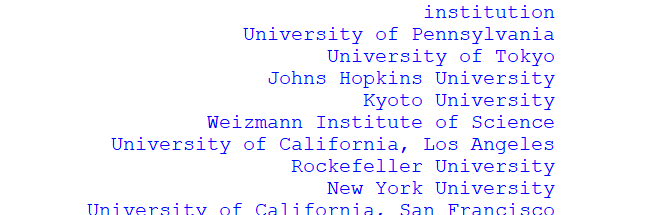 institution
University of Pennsylvania
University of Tokyo
Johns Hopkins University
Kyoto University
Weizmann Institute of Science
University of California, Los Angeles
Rockefeller University
New York University
University of California, San Francisco